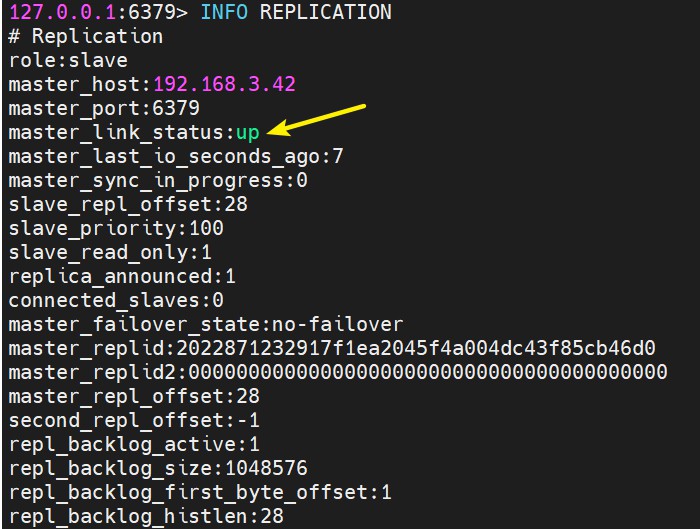 127.0.0.1:6379> INFO REPLICATION
# Replication
role:slave
master_host:192.168.3.42
master_port:6379
master_link_status:up
master_last_io_seconds_ago:7
master_sync_in_progress:0
slave_repl_offset:28
slave_priority:100
slave_read_only:1
replica_announced:1
connected_slaves:0
master_failover_state:no-failover
master_replid:2022871232917f1ea2045f4a004dc43f85cb46d0
master_replid2:0000000000000000000000000000000000000000
master_repl_offset:28
second_repl_offset:-1
repl_backlog_active:1
repl_backlog_size:1048576
repl_backlog_first_byte_offset:1
repl_backlog_histlen:28